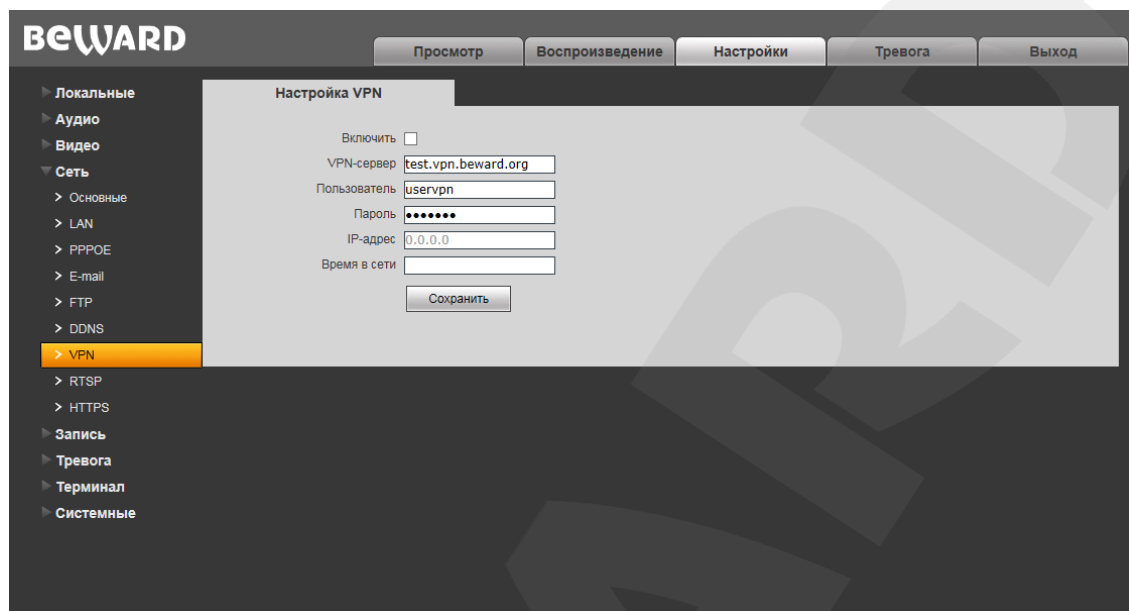 BEWARD
Просмотр Воспроизведение Настройки Тревога Выход
Локальные
Аудио
Видео
Сеть
> Основные
> LAN
> PPPOE
> E-mail
> FTP
> DDNS
> VPN
> RTSP
> HTTPS
Запись
Тревога
Терминал
Системные
Настройка VPN
Включить
VPN-сервер test.vpn.beward.org
Пользователь uservpn
Пароль •••••••
IP-адрес 0.0.0.0
Время в сети
Сохранить